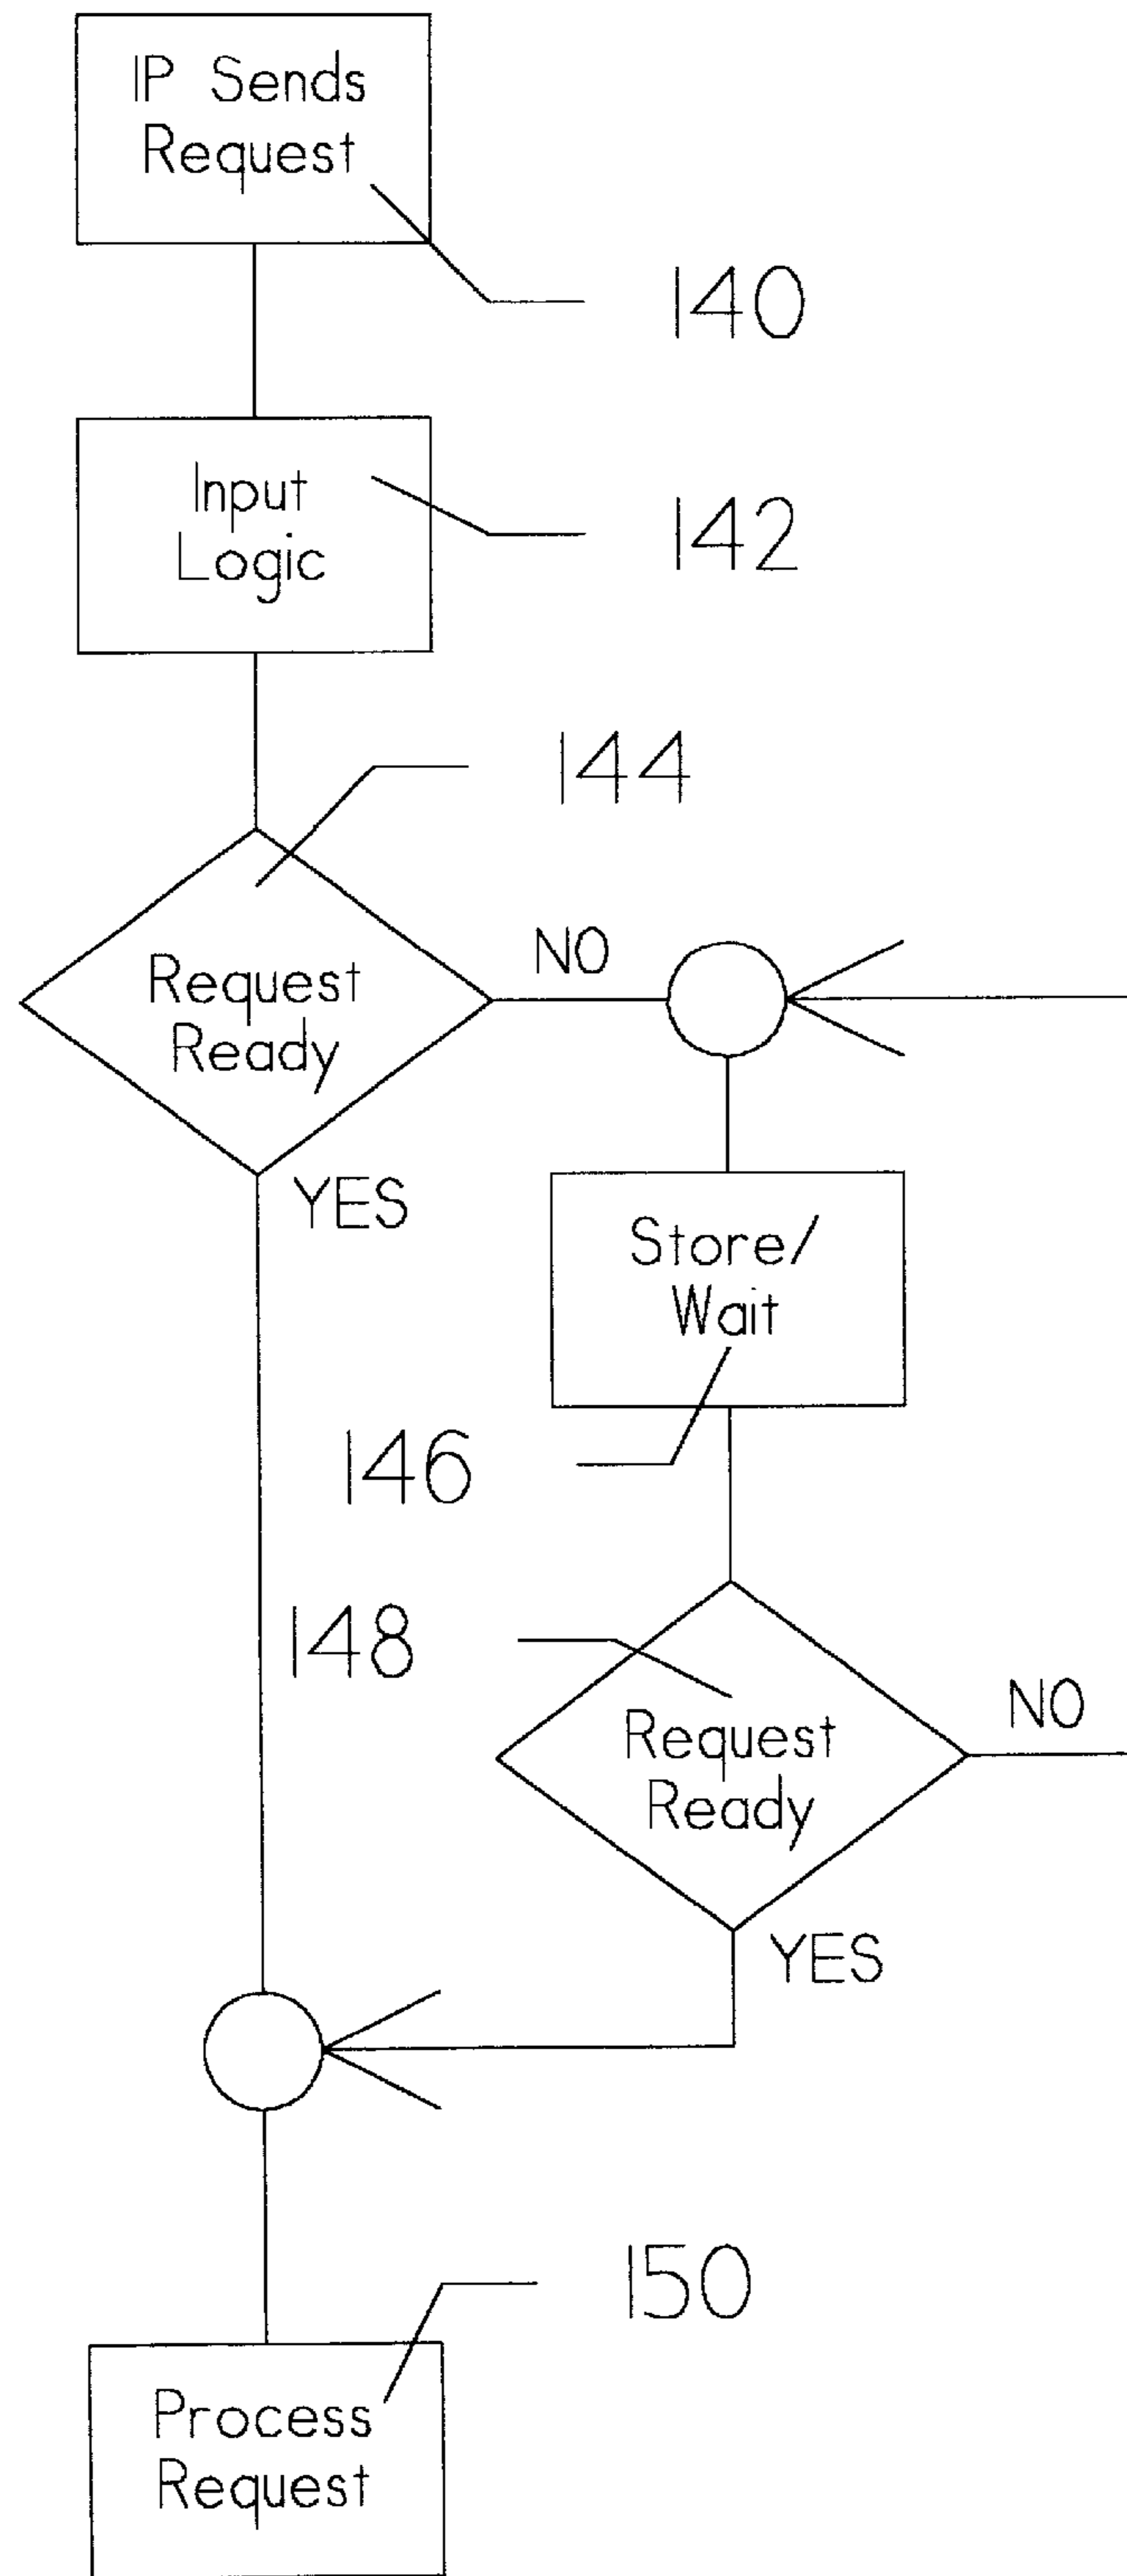 IP Sends
Request
140
Input
Logic
142
144
Request
Ready
NO
YES
Store/
Wait
146
148
Request
Ready
NO
YES
150
Process
Request